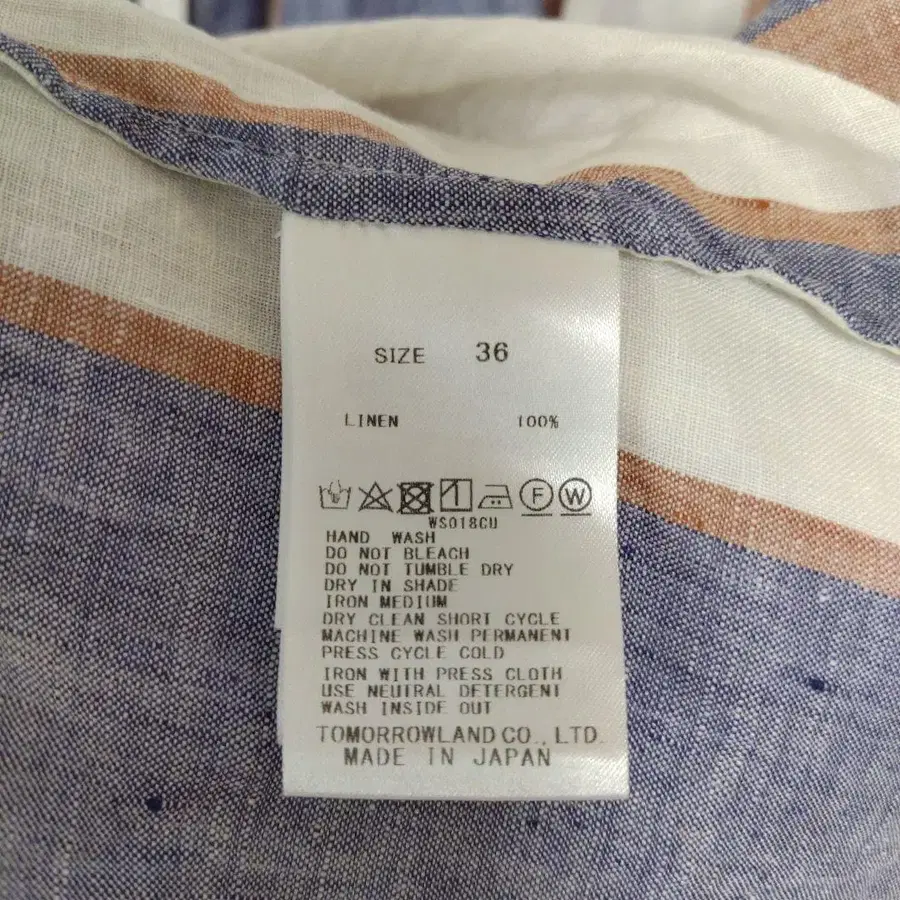 SIZE 36
LINEN 100%
F W
WS018CU
HAND WASH
DO NOT BLEACH
DO NOT TUMBLE DRY
DRY IN SHADE
IRON MEDIUM
DRY CLEAN SHORT CYCLE
MACHINE WASH PERMANENT
PRESS CYCLE COLD
IRON WITH PRESS CLOTH
USE NEUTRAL DETERGENT
WASH INSIDE OUT
TOMORROWLAND CO., LTD.
MADE IN JAPAN